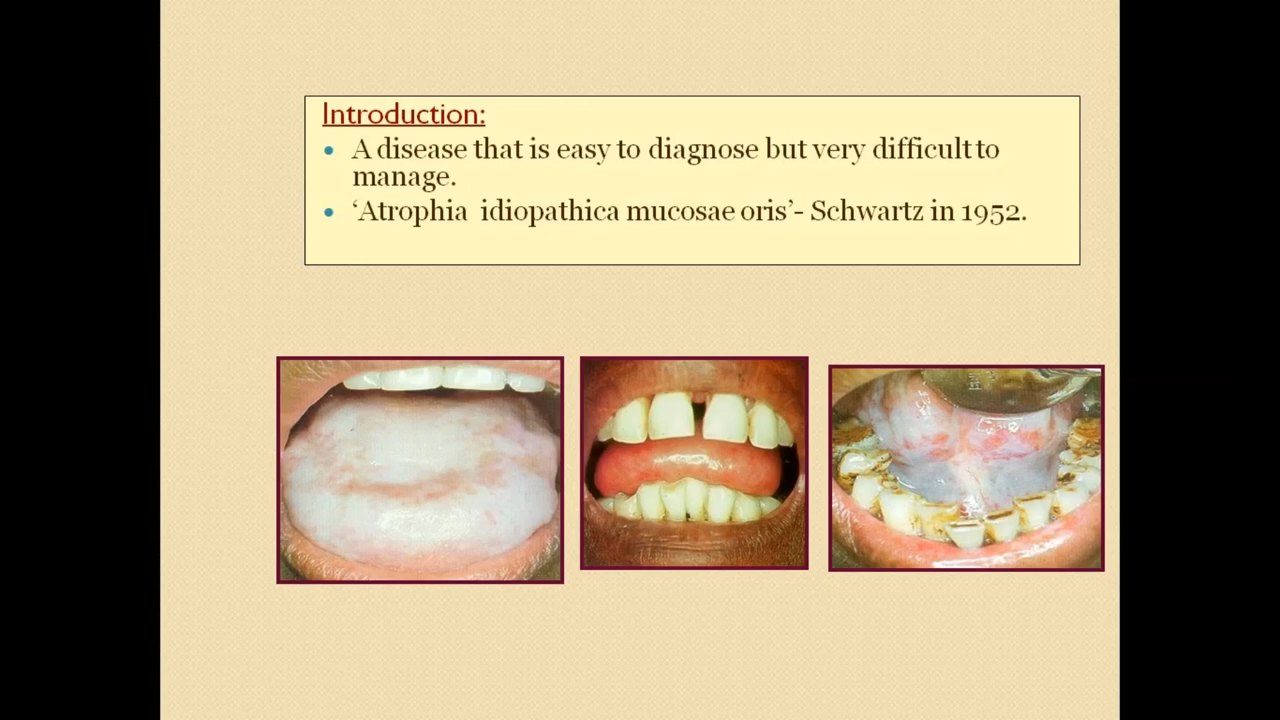 Introduction:
• A disease that is easy to diagnose but very difficult to
manage.
• ‘Atrophia idiopathica mucosae oris’- Schwartz in 1952.